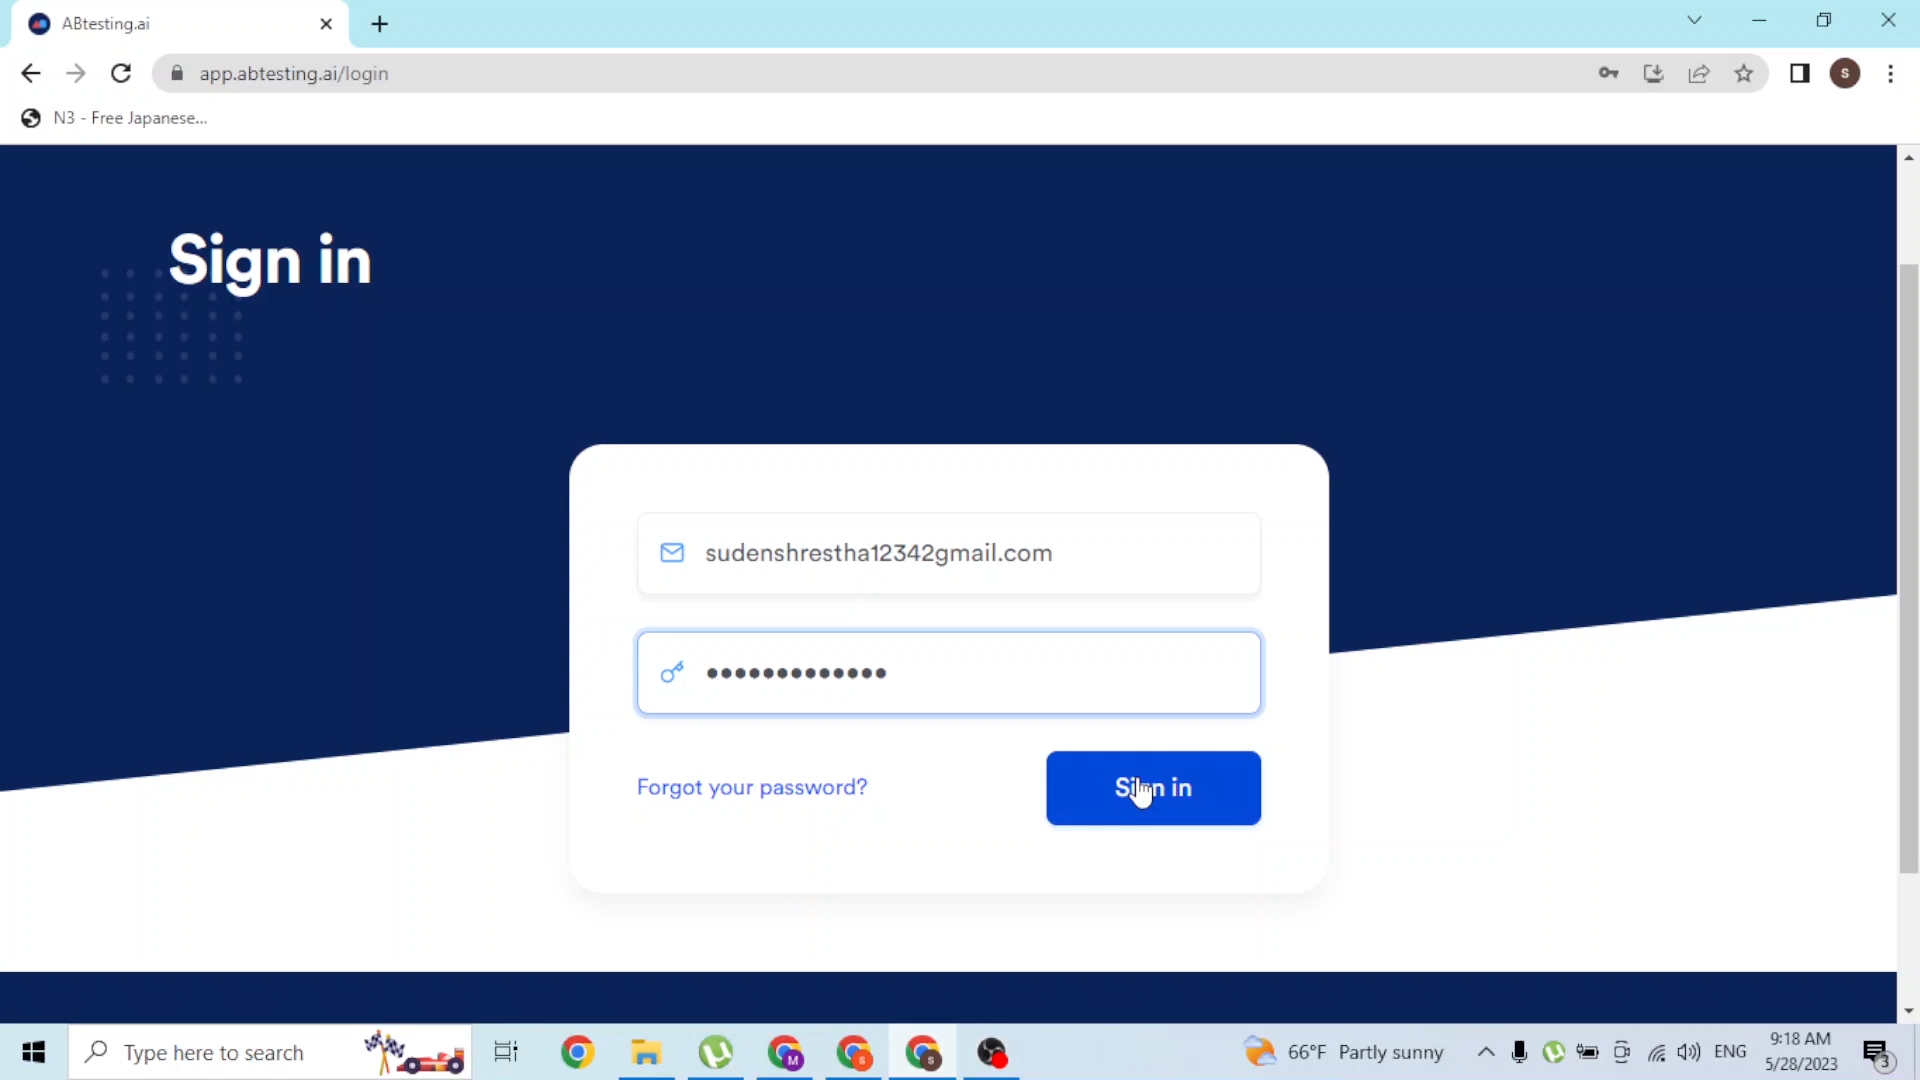 ABtesting.ai
app.abtesting.ai/login
S
N3 - Free Japanese...
Sign in
sudenshrestha12342gmail.com
•••••••••••••
Forgot your password?
Sign in
Type here to search
M
S
S
66°F Partly sunny
ENG
9:18 AM
5/28/2023
3